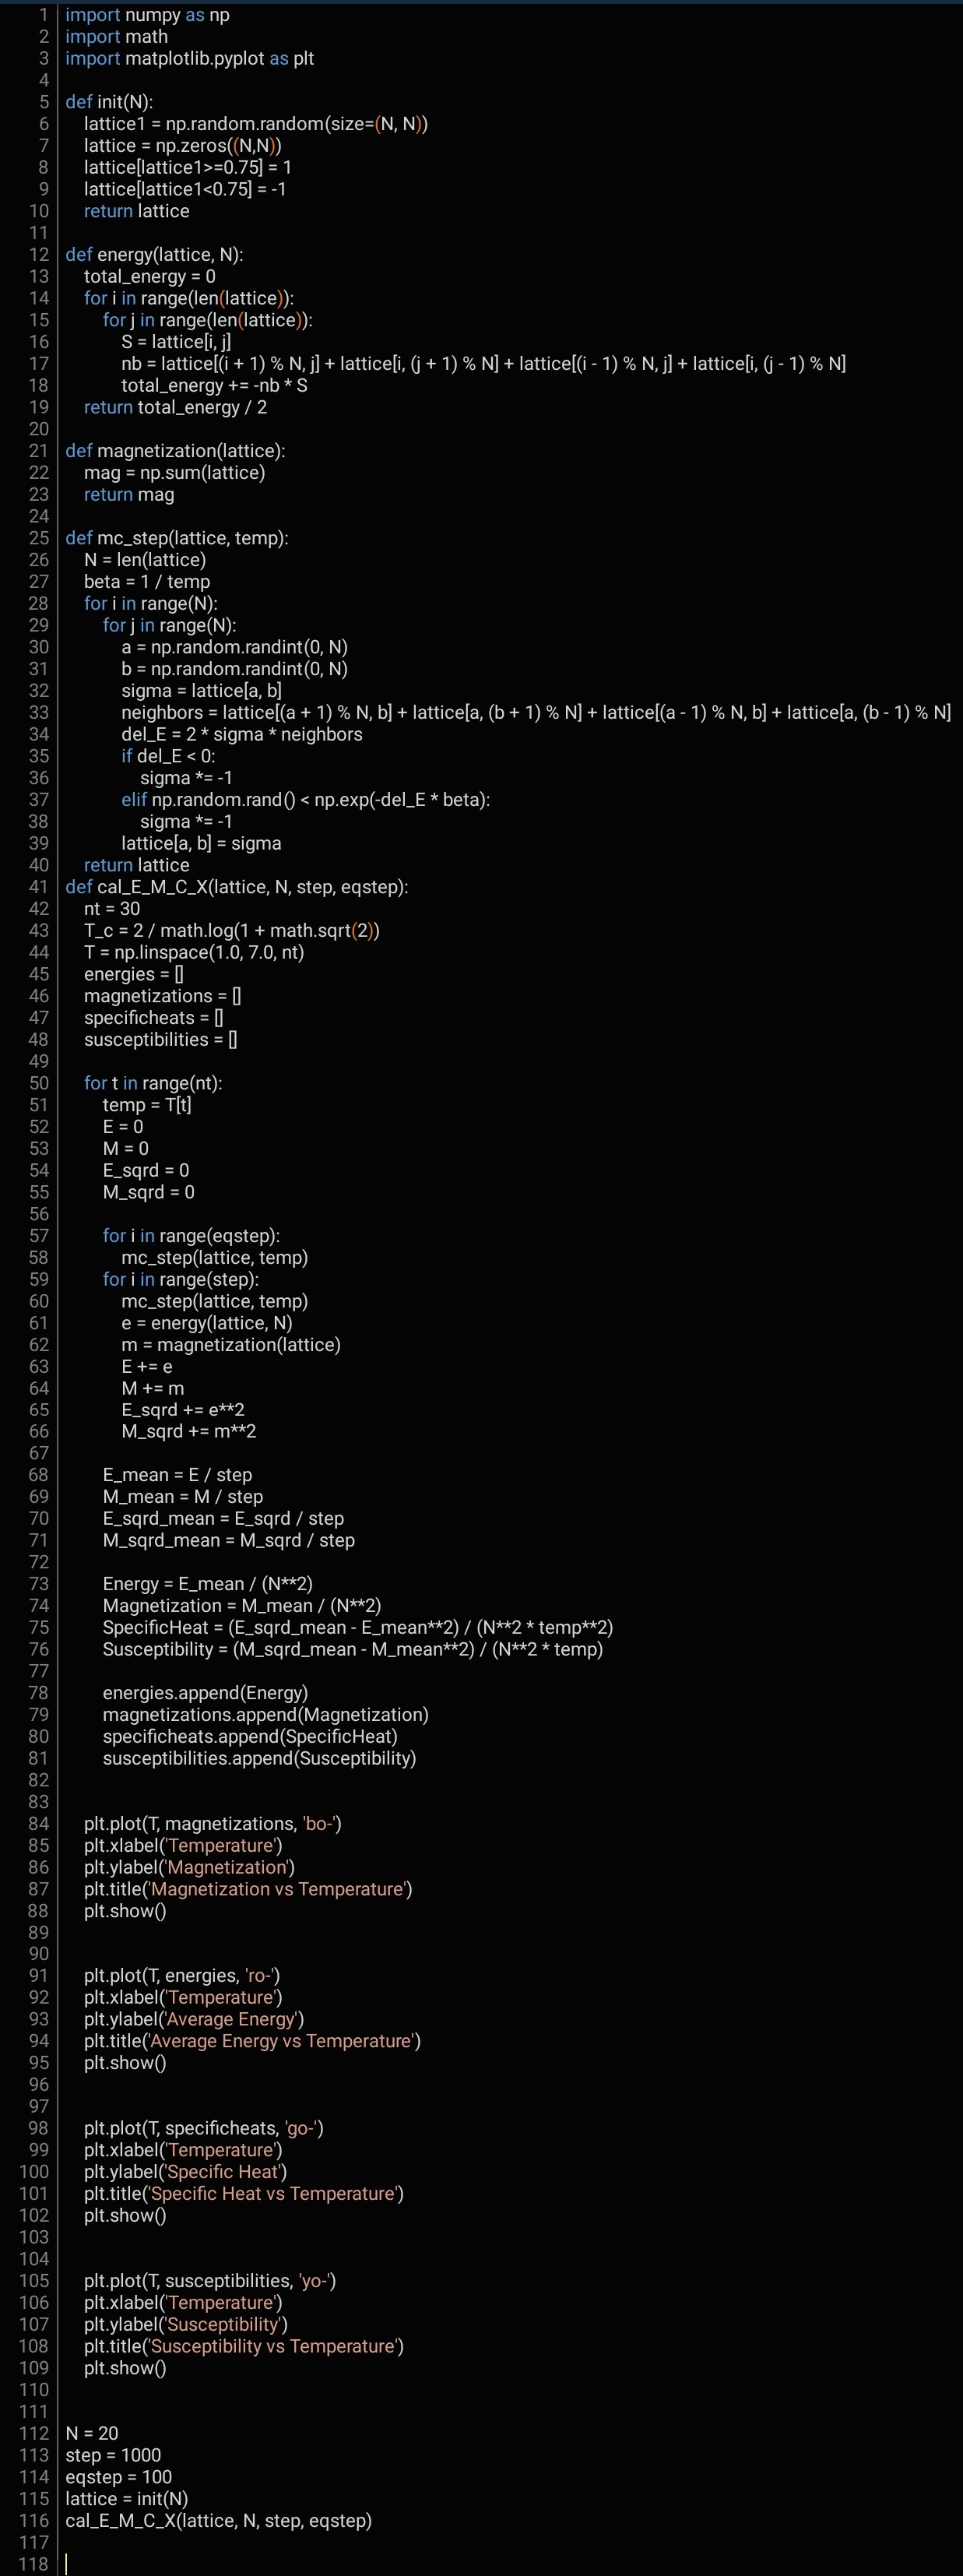 1 import numpy as np
2 import math
3 import matplotlib.pyplot as plt
4
5 def init(N):
6     lattice1 = np.random.random(size=(N, N))
7     lattice = np.zeros((N,N))
8     lattice[lattice1>=0.75] = 1
9     lattice[lattice1<0.75] = -1
10     return lattice
11
12 def energy(lattice, N):
13     total_energy = 0
14     for i in range(len(lattice)):
15         for j in range(len(lattice)):
16             S = lattice[i, j]
17             nb = lattice[(i + 1) % N, j] + lattice[i, (j + 1) % N] + lattice[(i - 1) % N, j] + lattice[i, (j - 1) % N]
18             total_energy += -nb * S
19     return total_energy / 2
20
21 def magnetization(lattice):
22     mag = np.sum(lattice)
23     return mag
24
25 def mc_step(lattice, temp):
26     N = len(lattice)
27     beta = 1 / temp
28     for i in range(N):
29         for j in range(N):
30             a = np.random.randint(0, N)
31             b = np.random.randint(0, N)
32             sigma = lattice[a, b]
33             neighbors = lattice[(a + 1) % N, b] + lattice[a, (b + 1) % N] + lattice[(a - 1) % N, b] + lattice[a, (b - 1) % N]
34             del_E = 2 * sigma * neighbors
35             if del_E < 0:
36                 sigma *= -1
37             elif np.random.rand() < np.exp(-del_E * beta):
38                 sigma *= -1
39             lattice[a, b] = sigma
40     return lattice
41 def cal_E_M_C_X(lattice, N, step, eqstep):
42     nt = 30
43     T_c = 2 / math.log(1 + math.sqrt(2))
44     T = np.linspace(1.0, 7.0, nt)
45     energies = []
46     magnetizations = []
47     specificheats = []
48     susceptibilities = []
49
50     for t in range(nt):
51         temp = T[t]
52         E = 0
53         M = 0
54         E_sqrd = 0
55         M_sqrd = 0
56
57         for i in range(eqstep):
58             mc_step(lattice, temp)
59         for i in range(step):
60             mc_step(lattice, temp)
61             e = energy(lattice, N)
62             m = magnetization(lattice)
63             E += e
64             M += m
65             E_sqrd += e**2
66             M_sqrd += m**2
67
68         E_mean = E / step
69         M_mean = M / step
70         E_sqrd_mean = E_sqrd / step
71         M_sqrd_mean = M_sqrd / step
72
73         Energy = E_mean / (N**2)
74         Magnetization = M_mean / (N**2)
75         SpecificHeat = (E_sqrd_mean - E_mean**2) / (N**2 * temp**2)
76         Susceptibility = (M_sqrd_mean - M_mean**2) / (N**2 * temp)
77
78         energies.append(Energy)
79         magnetizations.append(Magnetization)
80         specificheats.append(SpecificHeat)
81         susceptibilities.append(Susceptibility)
82
83
84     plt.plot(T, magnetizations, 'bo-')
85     plt.xlabel('Temperature')
86     plt.ylabel('Magnetization')
87     plt.title('Magnetization vs Temperature')
88     plt.show()
89
90
91     plt.plot(T, energies, 'ro-')
92     plt.xlabel('Temperature')
93     plt.ylabel('Average Energy')
94     plt.title('Average Energy vs Temperature')
95     plt.show()
96
97
98     plt.plot(T, specificheats, 'go-')
99     plt.xlabel('Temperature')
100     plt.ylabel('Specific Heat')
101     plt.title('Specific Heat vs Temperature')
102     plt.show()
103
104
105     plt.plot(T, susceptibilities, 'yo-')
106     plt.xlabel('Temperature')
107     plt.ylabel('Susceptibility')
108     plt.title('Susceptibility vs Temperature')
109     plt.show()
110
111
112 N = 20
113 step = 1000
114 eqstep = 100
115 lattice = init(N)
116 cal_E_M_C_X(lattice, N, step, eqstep)
117
118